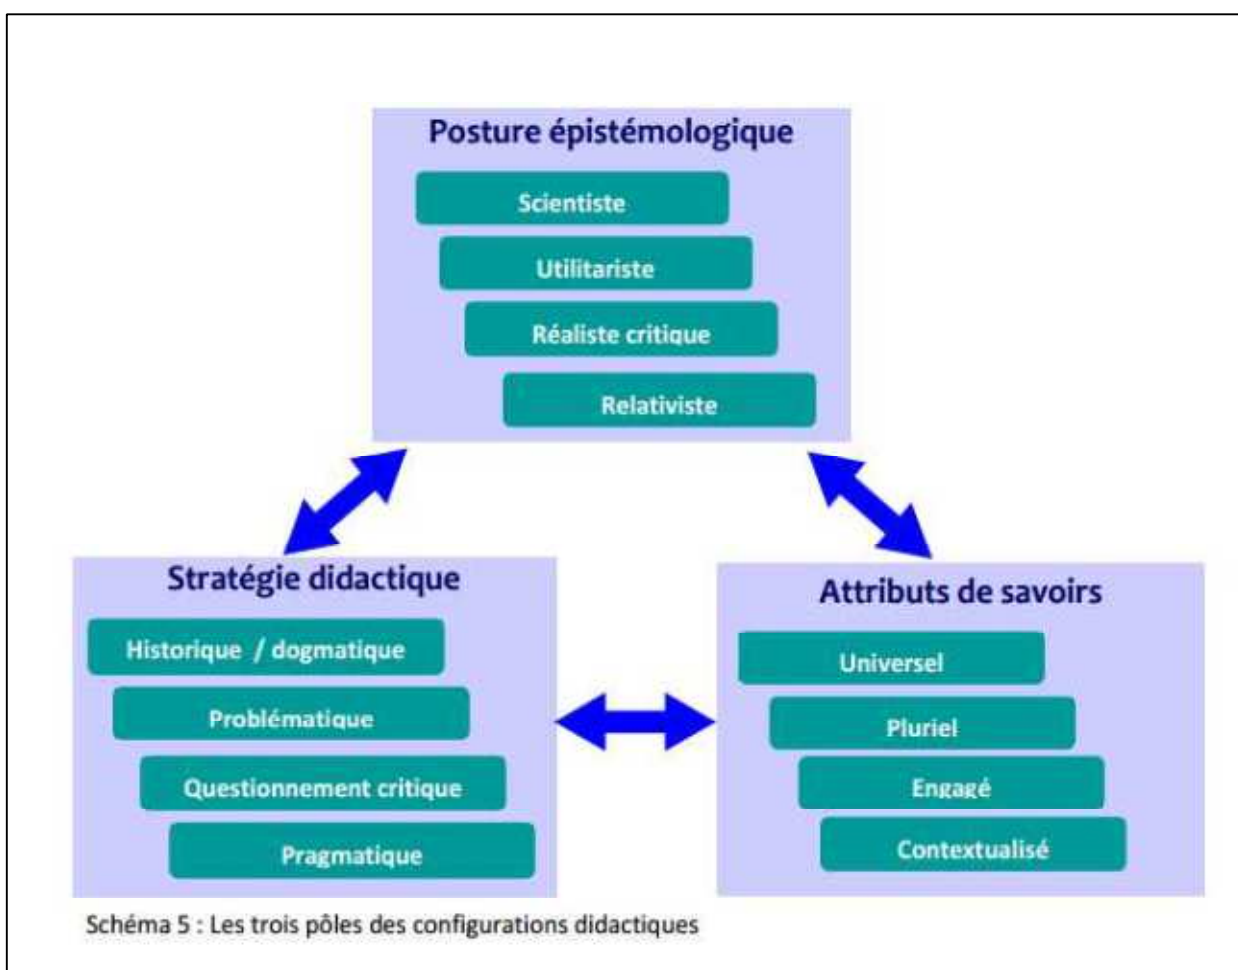 Posture épistémologique
Scientiste
Utilitariste
Réaliste critique
Relativiste
Stratégie didactique
Historique / dogmatique
Problématique
Questionnement critique
Pragmatique
Attributs de savoirs
Universel
Pluriel
Engagé
Contextualisé
Schéma 5 : Les trois pôles des configurations didactiques